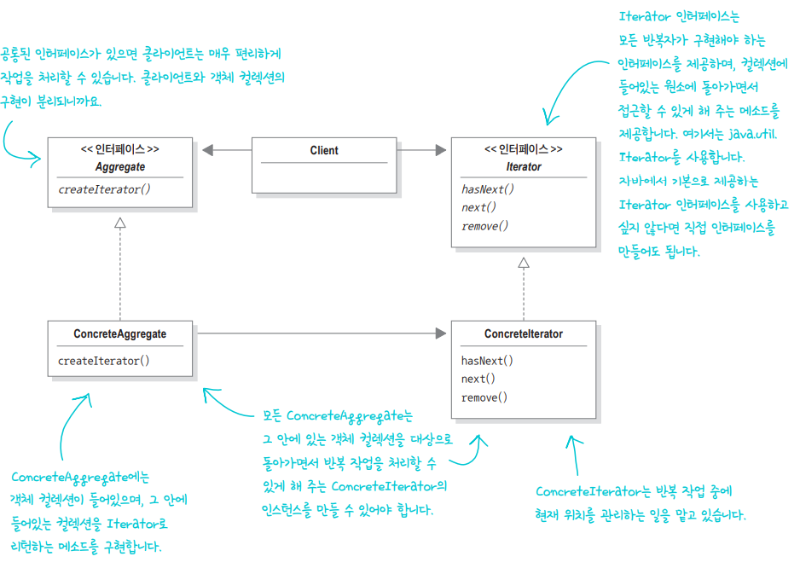 공통된 인터페이스가 있으면 클라이언트는 매우 편리하게
작업을 처리할 수 있습니다. 클라이언트와 객체 컬렉션의
구현이 분리되니까요.
Iterator 인터페이스는
모든 반복자가 구현해야 하는
인터페이스를 제공하며, 컬렉션에
들어있는 원소에 돌아가면서
접근할 수 있게 해 주는 메소드를
제공합니다. 여기서는 java.util.
Iterator를 사용합니다.
자바에서 기본으로 제공하는
Iterator 인터페이스를 사용하고
싶지 않다면 직접 인터페이스를
만들어도 됩니다.
<< 인터페이스 >>
Aggregate
createIterator()
Client
<< 인터페이스 >>
Iterator
hasNext()
next()
remove()
ConcreteAggregate
createIterator()
ConcreteIterator
hasNext()
next()
remove()
ConcreteAggregate에는
객체 컬렉션이 들어있으며, 그 안에
들어있는 컬렉션을 Iterator로
리턴하는 메소드를 구현합니다.
모든 ConcreteAggregate는
그 안에 있는 객체 컬렉션을 대상으로
돌아가면서 반복 작업을 처리할 수
있게 해 주는 ConcreteIterator의
인스턴스를 만들 수 있어야 합니다.
ConcreteIterator는 반복 작업 중에
현재 위치를 관리하는 일을 맡고 있습니다.